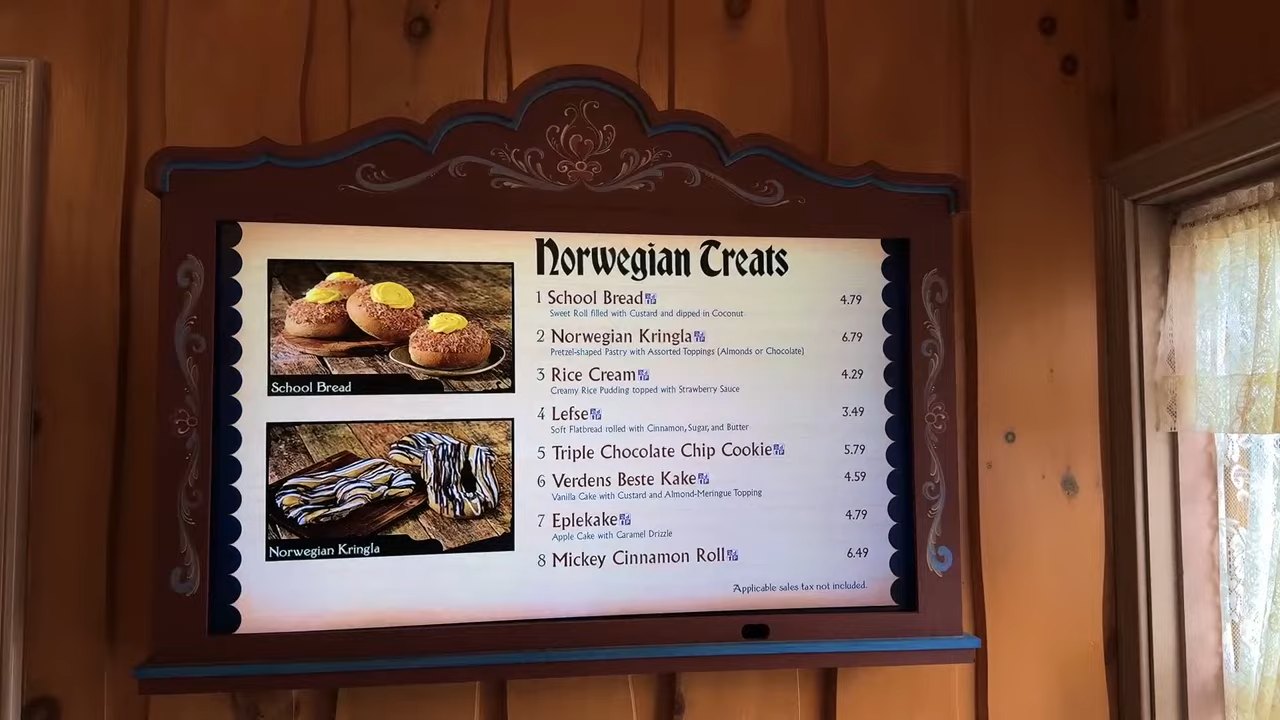 Norwegian Treats
1 School Bread 4.79
Sweet Roll filled with Custard and dipped in Coconut
2 Norwegian Kringla 6.79
Pretzel-shaped Pastry with Assorted Toppings (Almonds or Chocolate)
3 Rice Cream 4.29
Creamy Rice Pudding topped with Strawberry Sauce
4 Lefse 3.49
Soft Flatbread rolled with Cinnamon, Sugar, and Butter
5 Triple Chocolate Chip Cookie 5.79
6 Verdens Beste Kake 4.59
Vanilla Cake with Custard and Almond-Meringue Topping
7 Eplekake 4.79
Apple Cake with Caramel Drizzle
8 Mickey Cinnamon Roll 6.49
Applicable sales tax not included.
School Bread
Norwegian Kringla